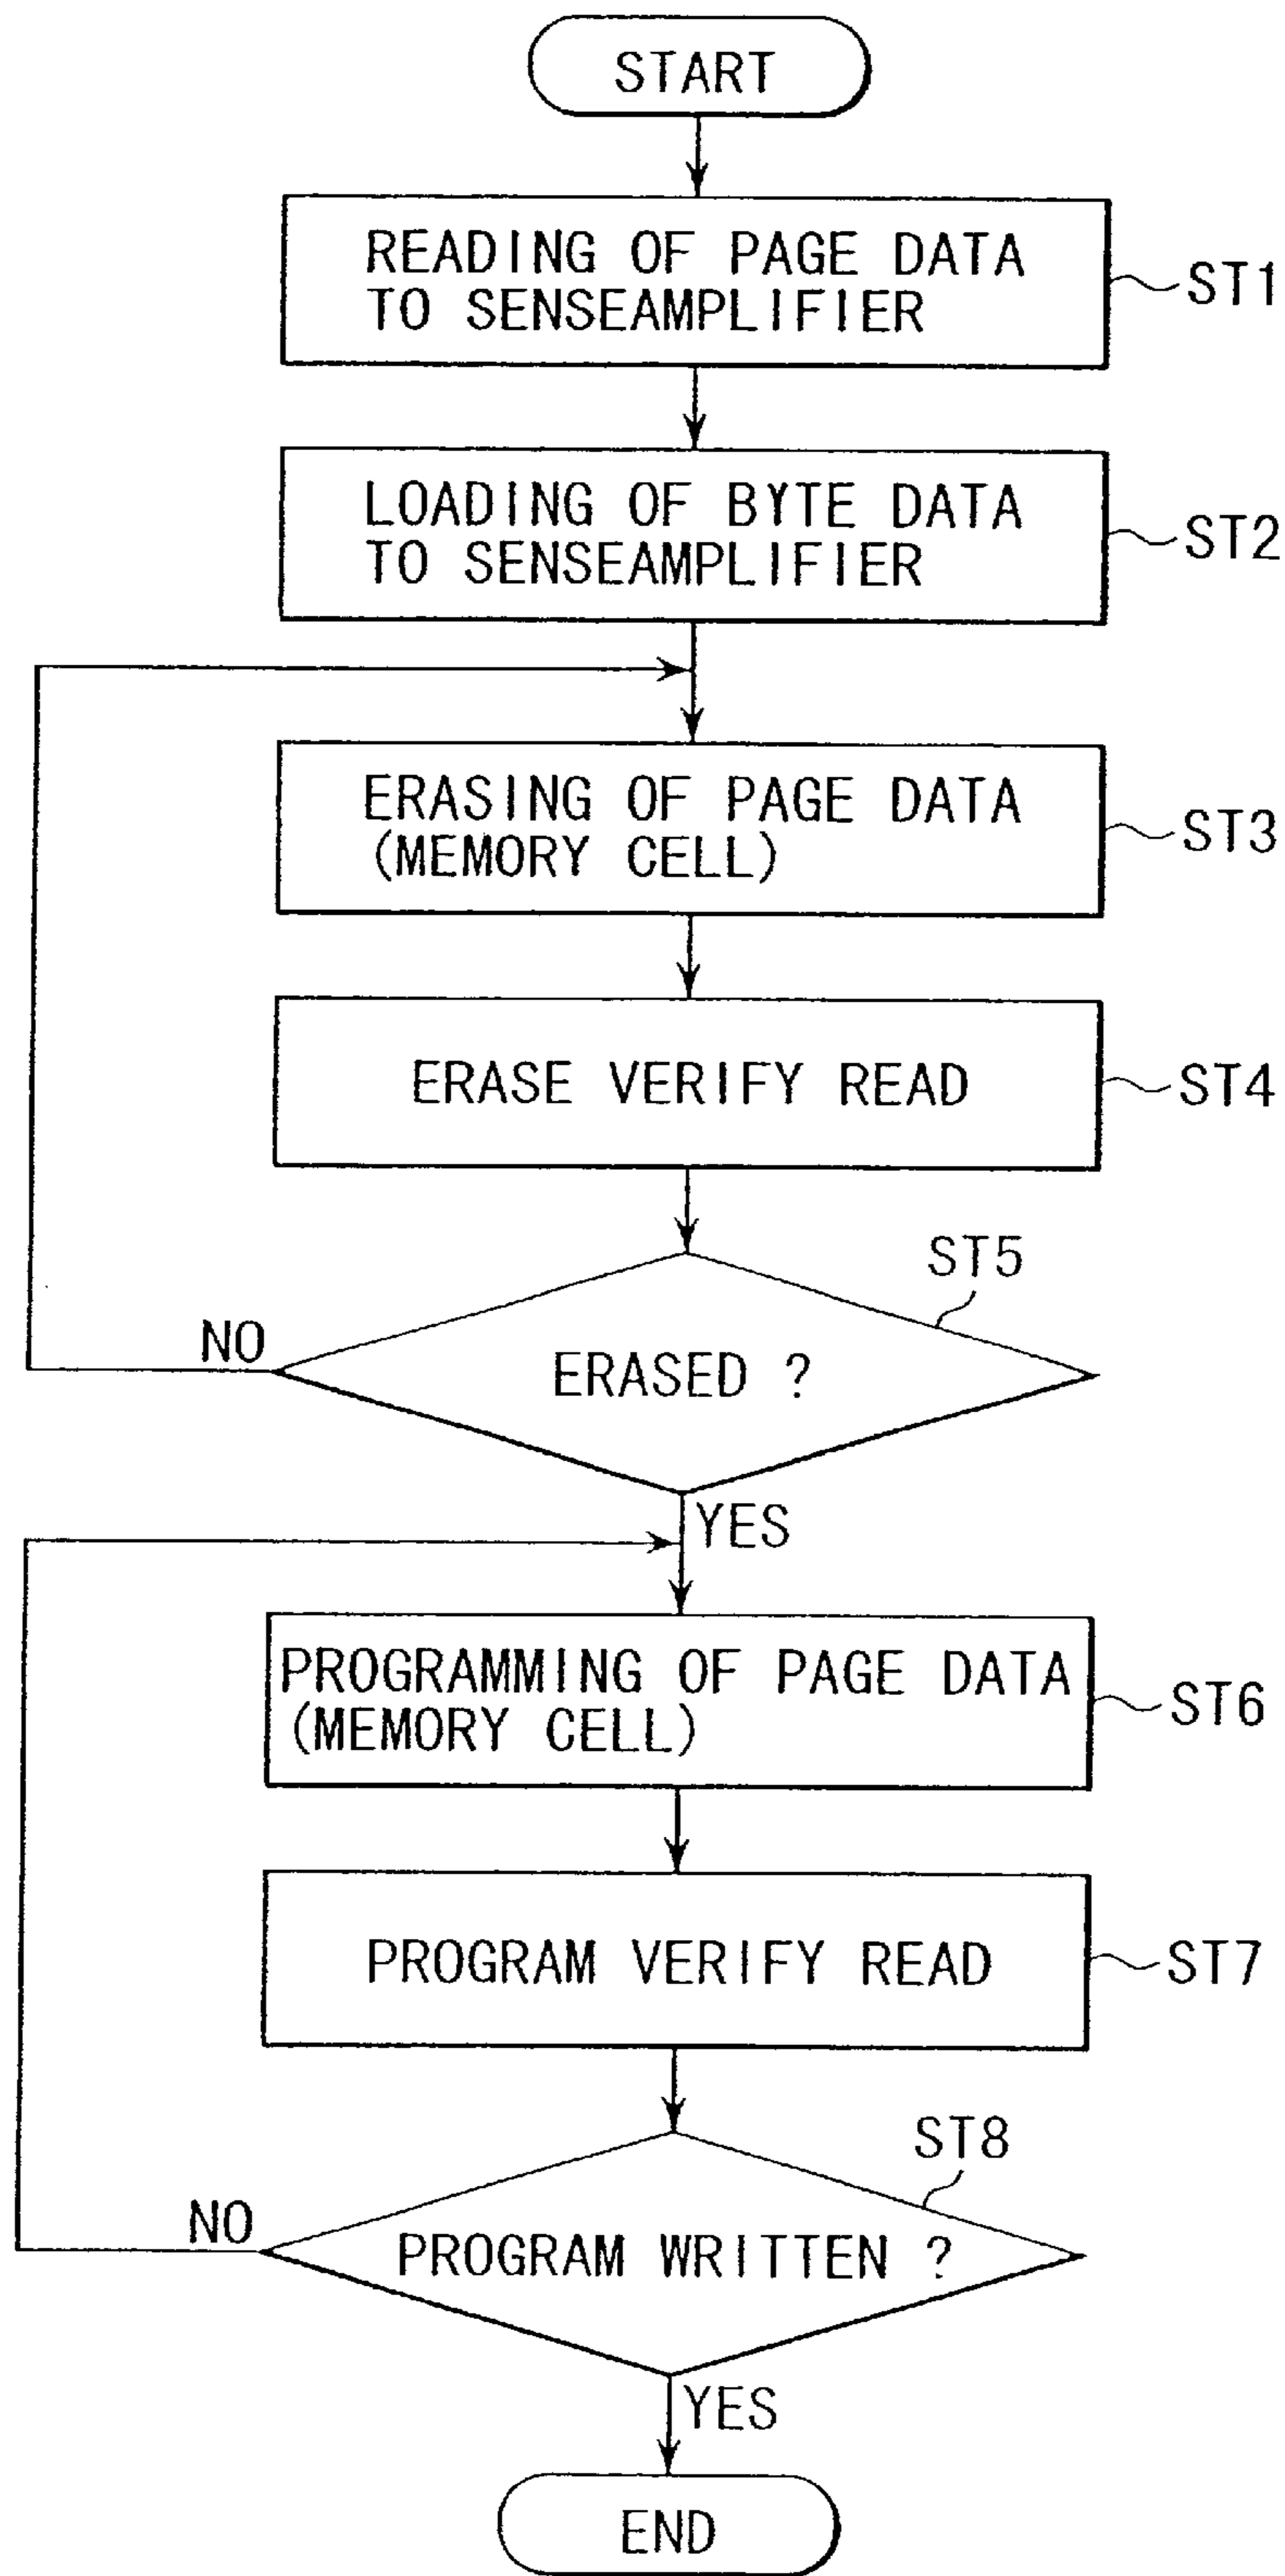 START
READING OF PAGE DATA
TO SENSEAMPLIFIER
ST1
LOADING OF BYTE DATA
TO SENSEAMPLIFIER
ST2
ERASING OF PAGE DATA
(MEMORY CELL)
ST3
ERASE VERIFY READ
ST4
ST5
NO
ERASED ?
YES
PROGRAMMING OF PAGE DATA
(MEMORY CELL)
ST6
PROGRAM VERIFY READ
ST7
ST8
NO
PROGRAM WRITTEN ?
YES
END